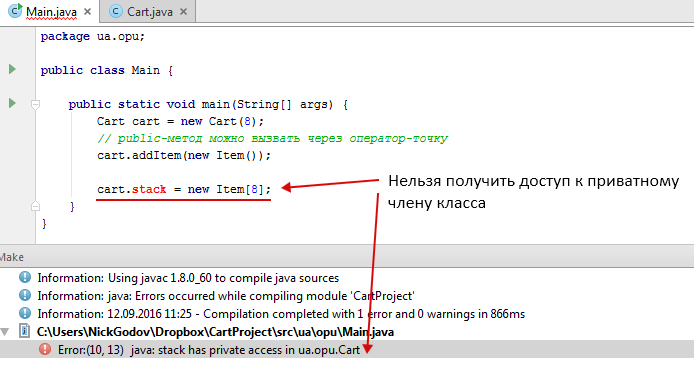 Main.java
Cart.java
package ua.opu;
public class Main {
public static void main(String[] args) {
Cart cart = new Cart(8);
// public-метод можно вызвать через оператор-точку
cart.addItem(new Item());
cart.stack = new Item[8];
Нельзя получить доступ к приватному
члену класса
}
}
Make
Information: Using javac 1.8.0_60 to compile java sources
Information: java: Errors occurred while compiling module 'CartProject'
Information: 12.09.2016 11:25 - Compilation completed with 1 error and 0 warnings in 866ms
C:\Users\NickGodov\Dropbox\CartProject\src\ua\opu\Main.java
Error:(10, 13) java: stack has private access in ua.opu.Cart